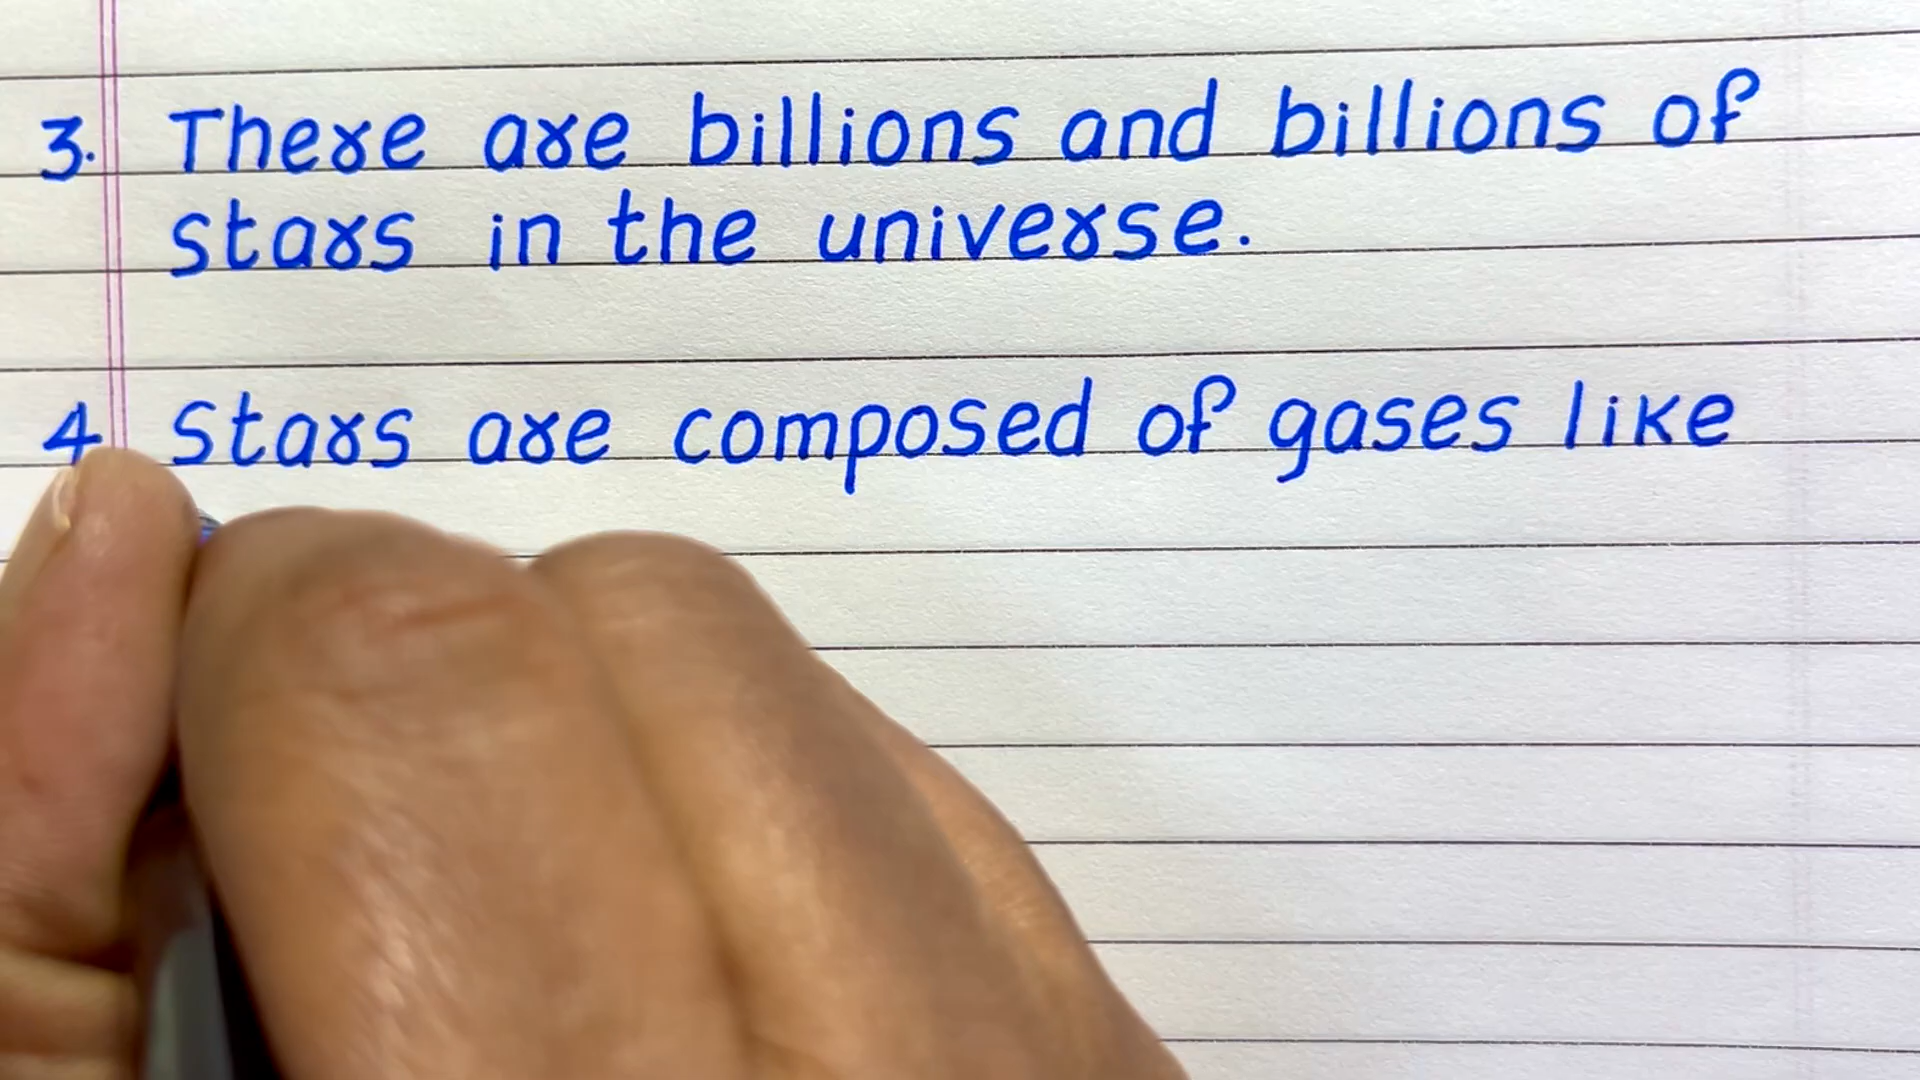 3. There are billions and billions of
stars in the universe.
4 Stars are composed of gases like